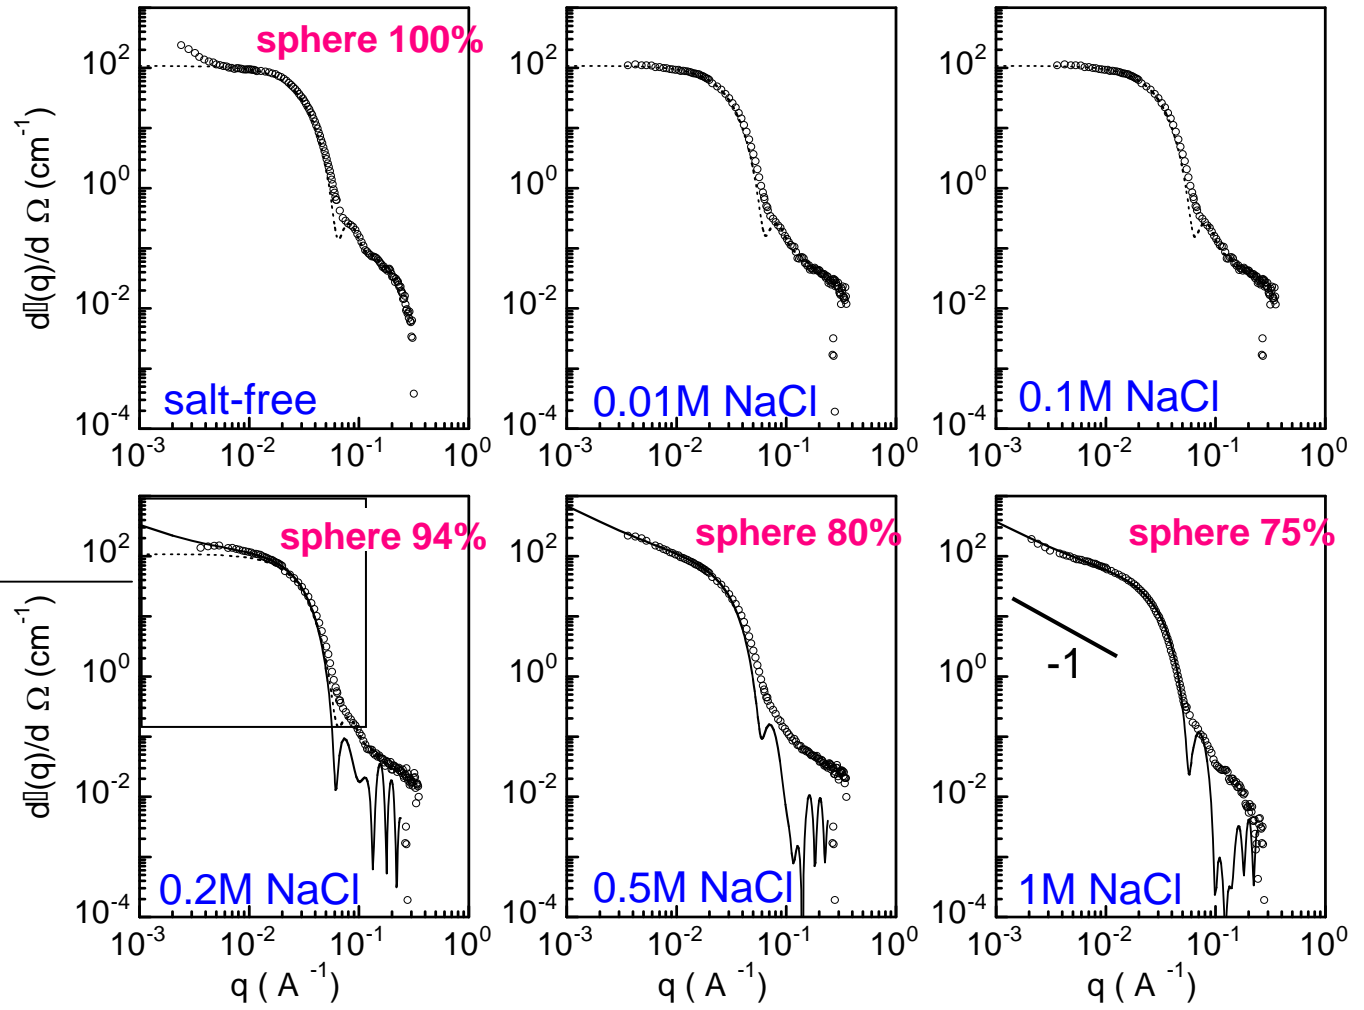 sphere 100%
10^2
10^0
10^-2
10^-4
dΣ(q)/d Ω (cm^-1)
salt-free
10^-3 10^-2 10^-1 10^0
10^2
10^0
10^-2
10^-4
0.01M NaCl
10^-3 10^-2 10^-1 10^0
10^2
10^0
10^-2
10^-4
0.1M NaCl
10^-3 10^-2 10^-1 10^0
sphere 94%
10^2
10^0
10^-2
10^-4
d▯(q)/d Ω (cm^-1)
0.2M NaCl
10^-3 10^-2 10^-1 10^0
q ( A^-1)
sphere 80%
10^2
10^0
10^-2
10^-4
0.5M NaCl
10^-3 10^-2 10^-1 10^0
q ( A^-1)
sphere 75%
10^2
10^0
10^-2
10^-4
-1
1M NaCl
10^-3 10^-2 10^-1 10^0
q ( A^-1)